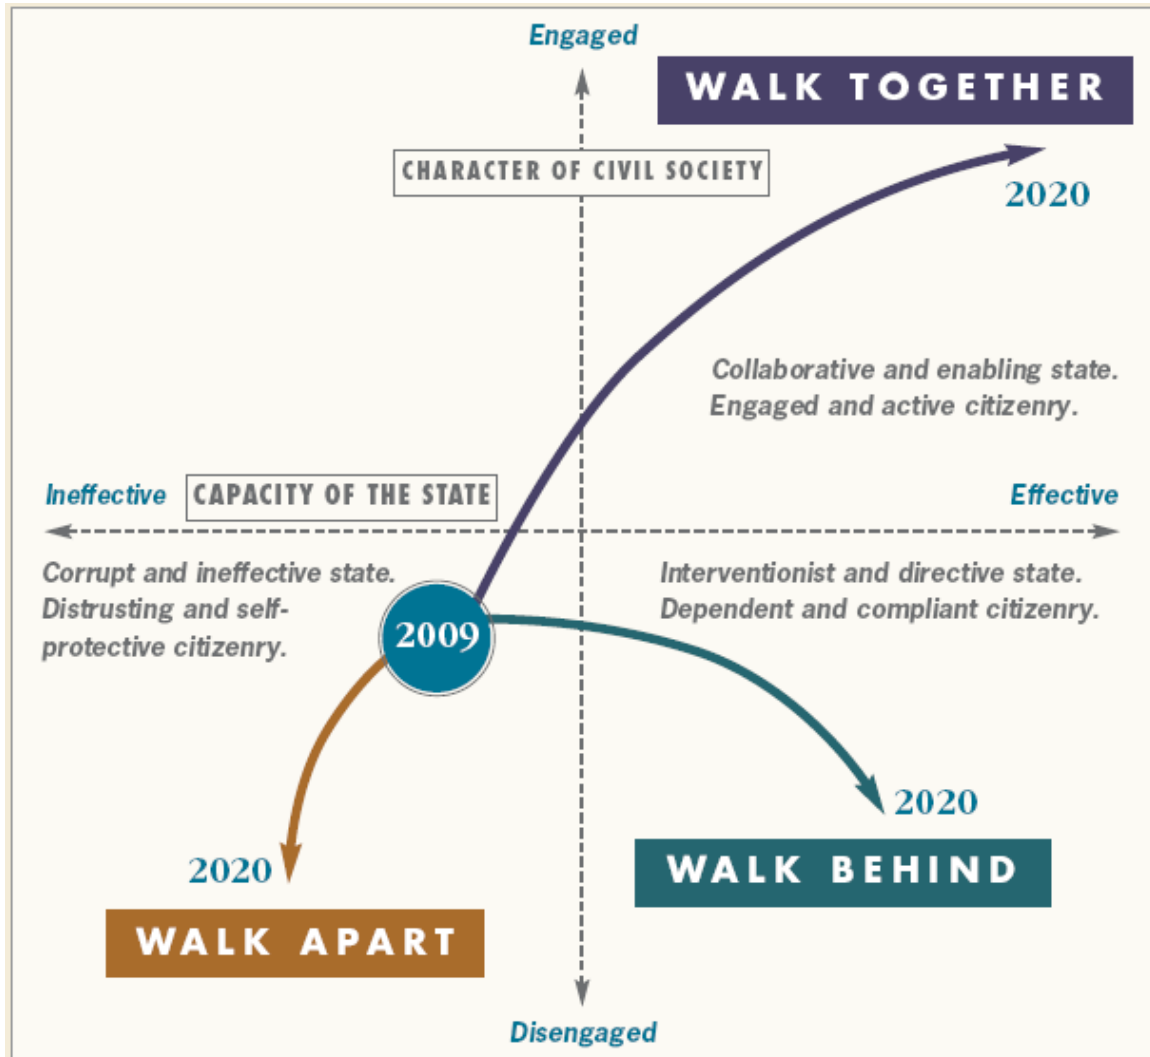 Engaged
WALK TOGETHER
CHARACTER OF CIVIL SOCIETY
2020
Collaborative and enabling state.
Engaged and active citizenry.
Ineffective
CAPACITY OF THE STATE
Effective
Corrupt and ineffective state.
Distrusting and self-
protective citizenry.
Interventionist and directive state.
Dependent and compliant citizenry.
2009
2020
WALK BEHIND
2020
WALK APART
Disengaged